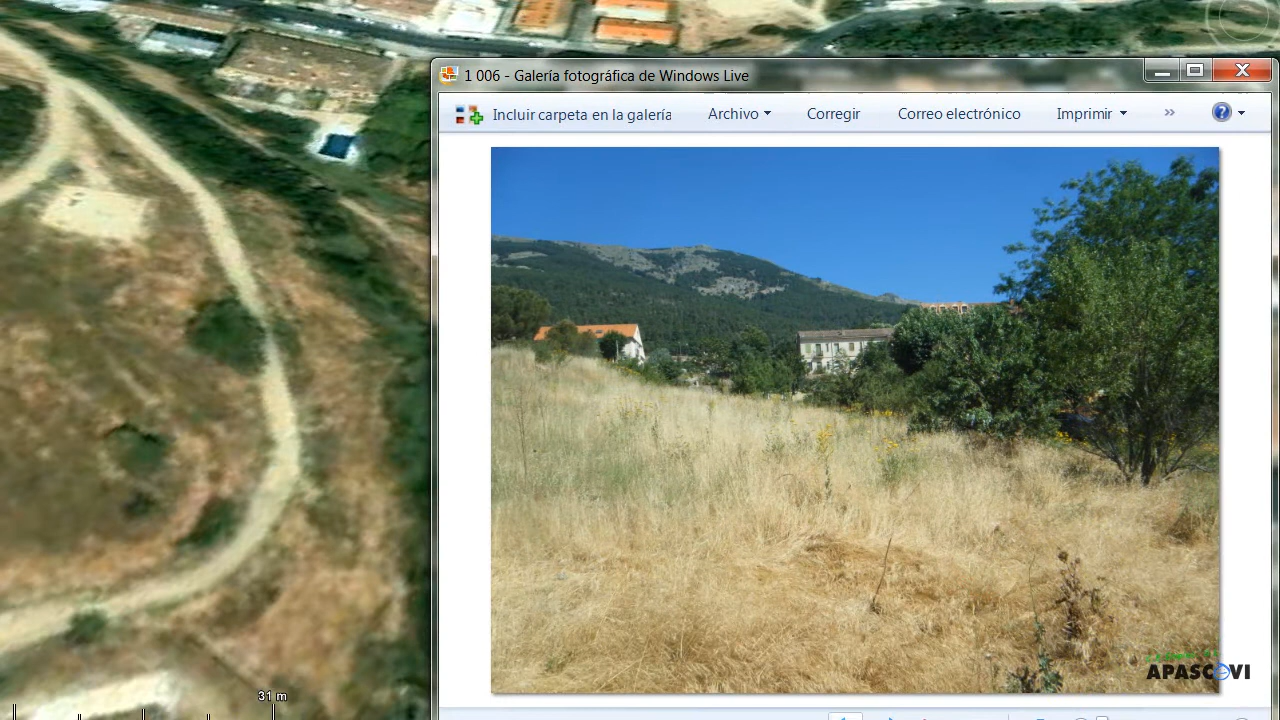 1 006 - Galería fotográfica de Windows Live
Incluir carpeta en la galería Archivo Corregir Correo electrónico Imprimir »
APASCOVI
31 m